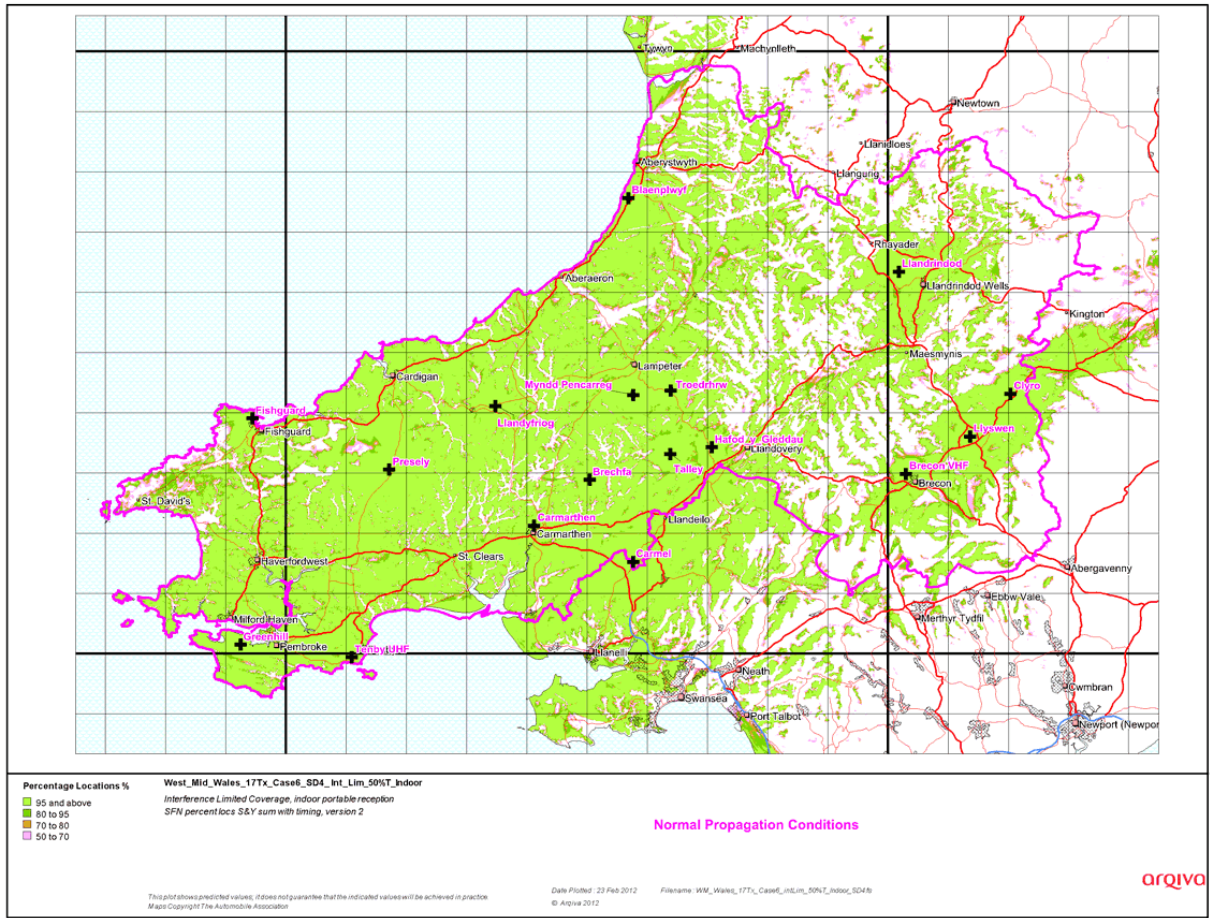 Tywyn
Machynlleth
Newtown
Llanidloes
Aberystwyth
Llangurig
Blaenplwyf
Rhayader
Llandrindod
Aberaeron
Llandrindod Wells
Kington
Maesmynis
Lampeter
Cardigan
Myndd Pencarreg
Troedrhrw
Clyro
Fishguard
Llandyfriog
Fishguard
Llyswen
Hafod y Gleddau
Llandovery
Presely
Talley
Brecon VHF
Brechfa
Brecon
St. David's
Carmarthen
Llandeilo
Carmarthen
St. Clears
Carmel
Haverfordwest
Abergavenny
Ebbw Vale
Milford Haven
Merthyr Tydfil
Greenhill
Pembroke
Tenby UHF
Llanelli
Neath
Cwmbran
Swansea
Port Talbot
Newport (Newpor
Percentage Locations %
95 and above
80 to 95
70 to 80
50 to 70
West_Mid_Wales_17Tx_Case6_SD4_Int_Lim_50%T_Indoor
Interference Limited Coverage, indoor portable reception
SFN percent locs S&Y sum with timing, version 2
Normal Propagation Conditions
arqiva
This plot shows predicted values; it does not guarantee that the indicated values will be achieved in practice
Maps Copyright The Automobile Association
Date Plotted : 23 Feb 2012
Filename : WM_Wales_17Tx_Case6_intLim_50%T_Indoor_SD4fs
© Arqiva 2012